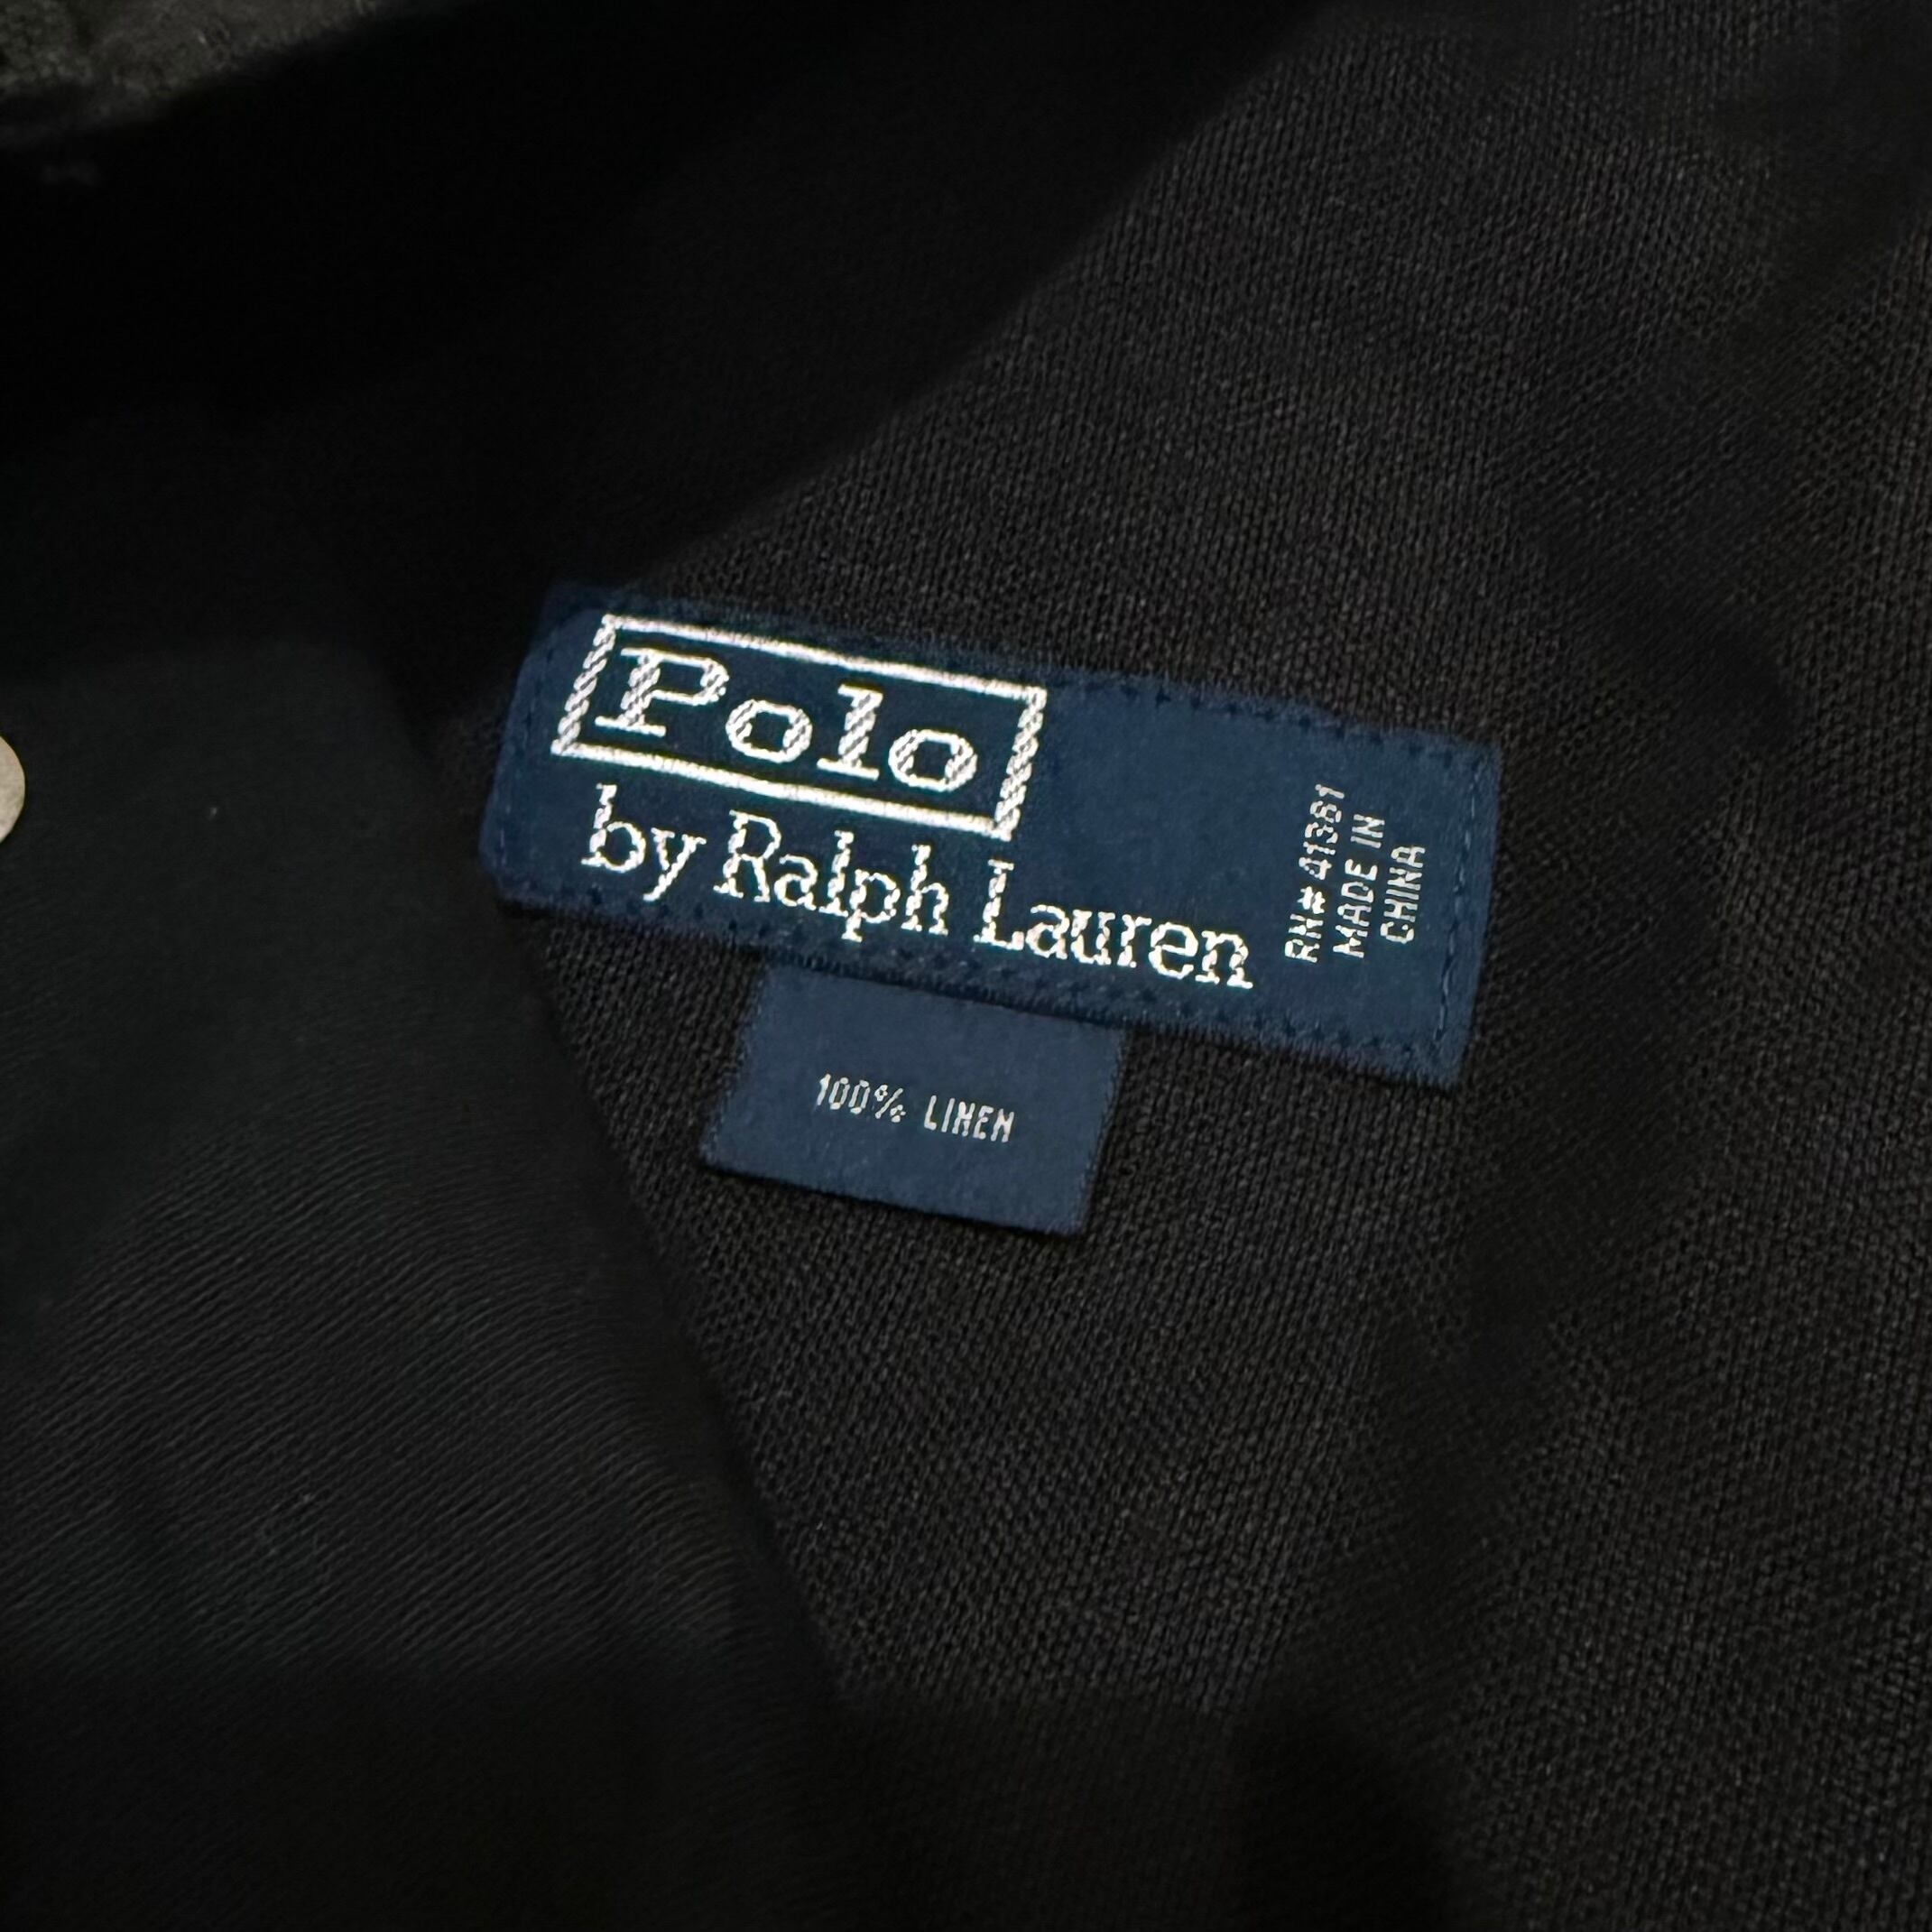 Polo
by Ralph Lauren
RN# 41381
MADE IN
CHINA
100% LINEN